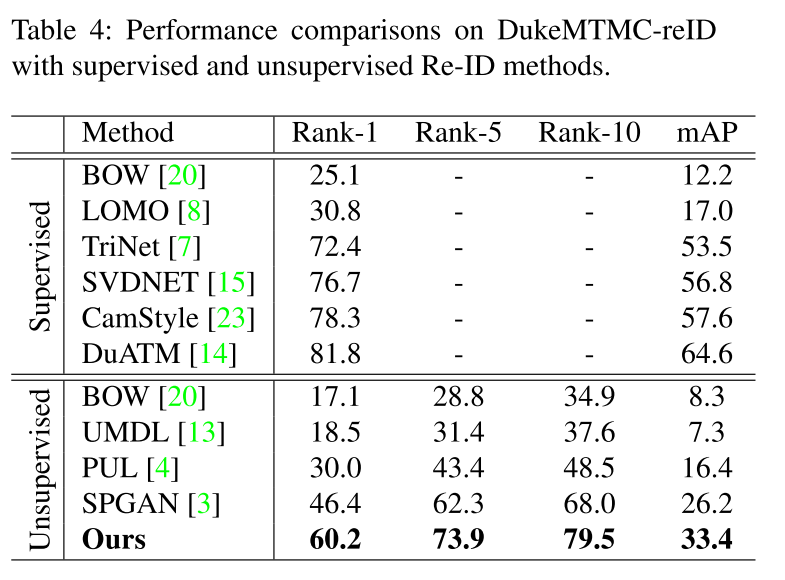 Table 4: Performance comparisons on DukeMTMC-reID
with supervised and unsupervised Re-ID methods.
Method Rank-1 Rank-5 Rank-10 mAP
Supervised
BOW [20] 25.1 - - 12.2
LOMO [8] 30.8 - - 17.0
TriNet [7] 72.4 - - 53.5
SVDNET [15] 76.7 - - 56.8
CamStyle [23] 78.3 - - 57.6
DuATM [14] 81.8 - - 64.6
Unsupervised
BOW [20] 17.1 28.8 34.9 8.3
UMDL [13] 18.5 31.4 37.6 7.3
PUL [4] 30.0 43.4 48.5 16.4
SPGAN [3] 46.4 62.3 68.0 26.2
Ours 60.2 73.9 79.5 33.4